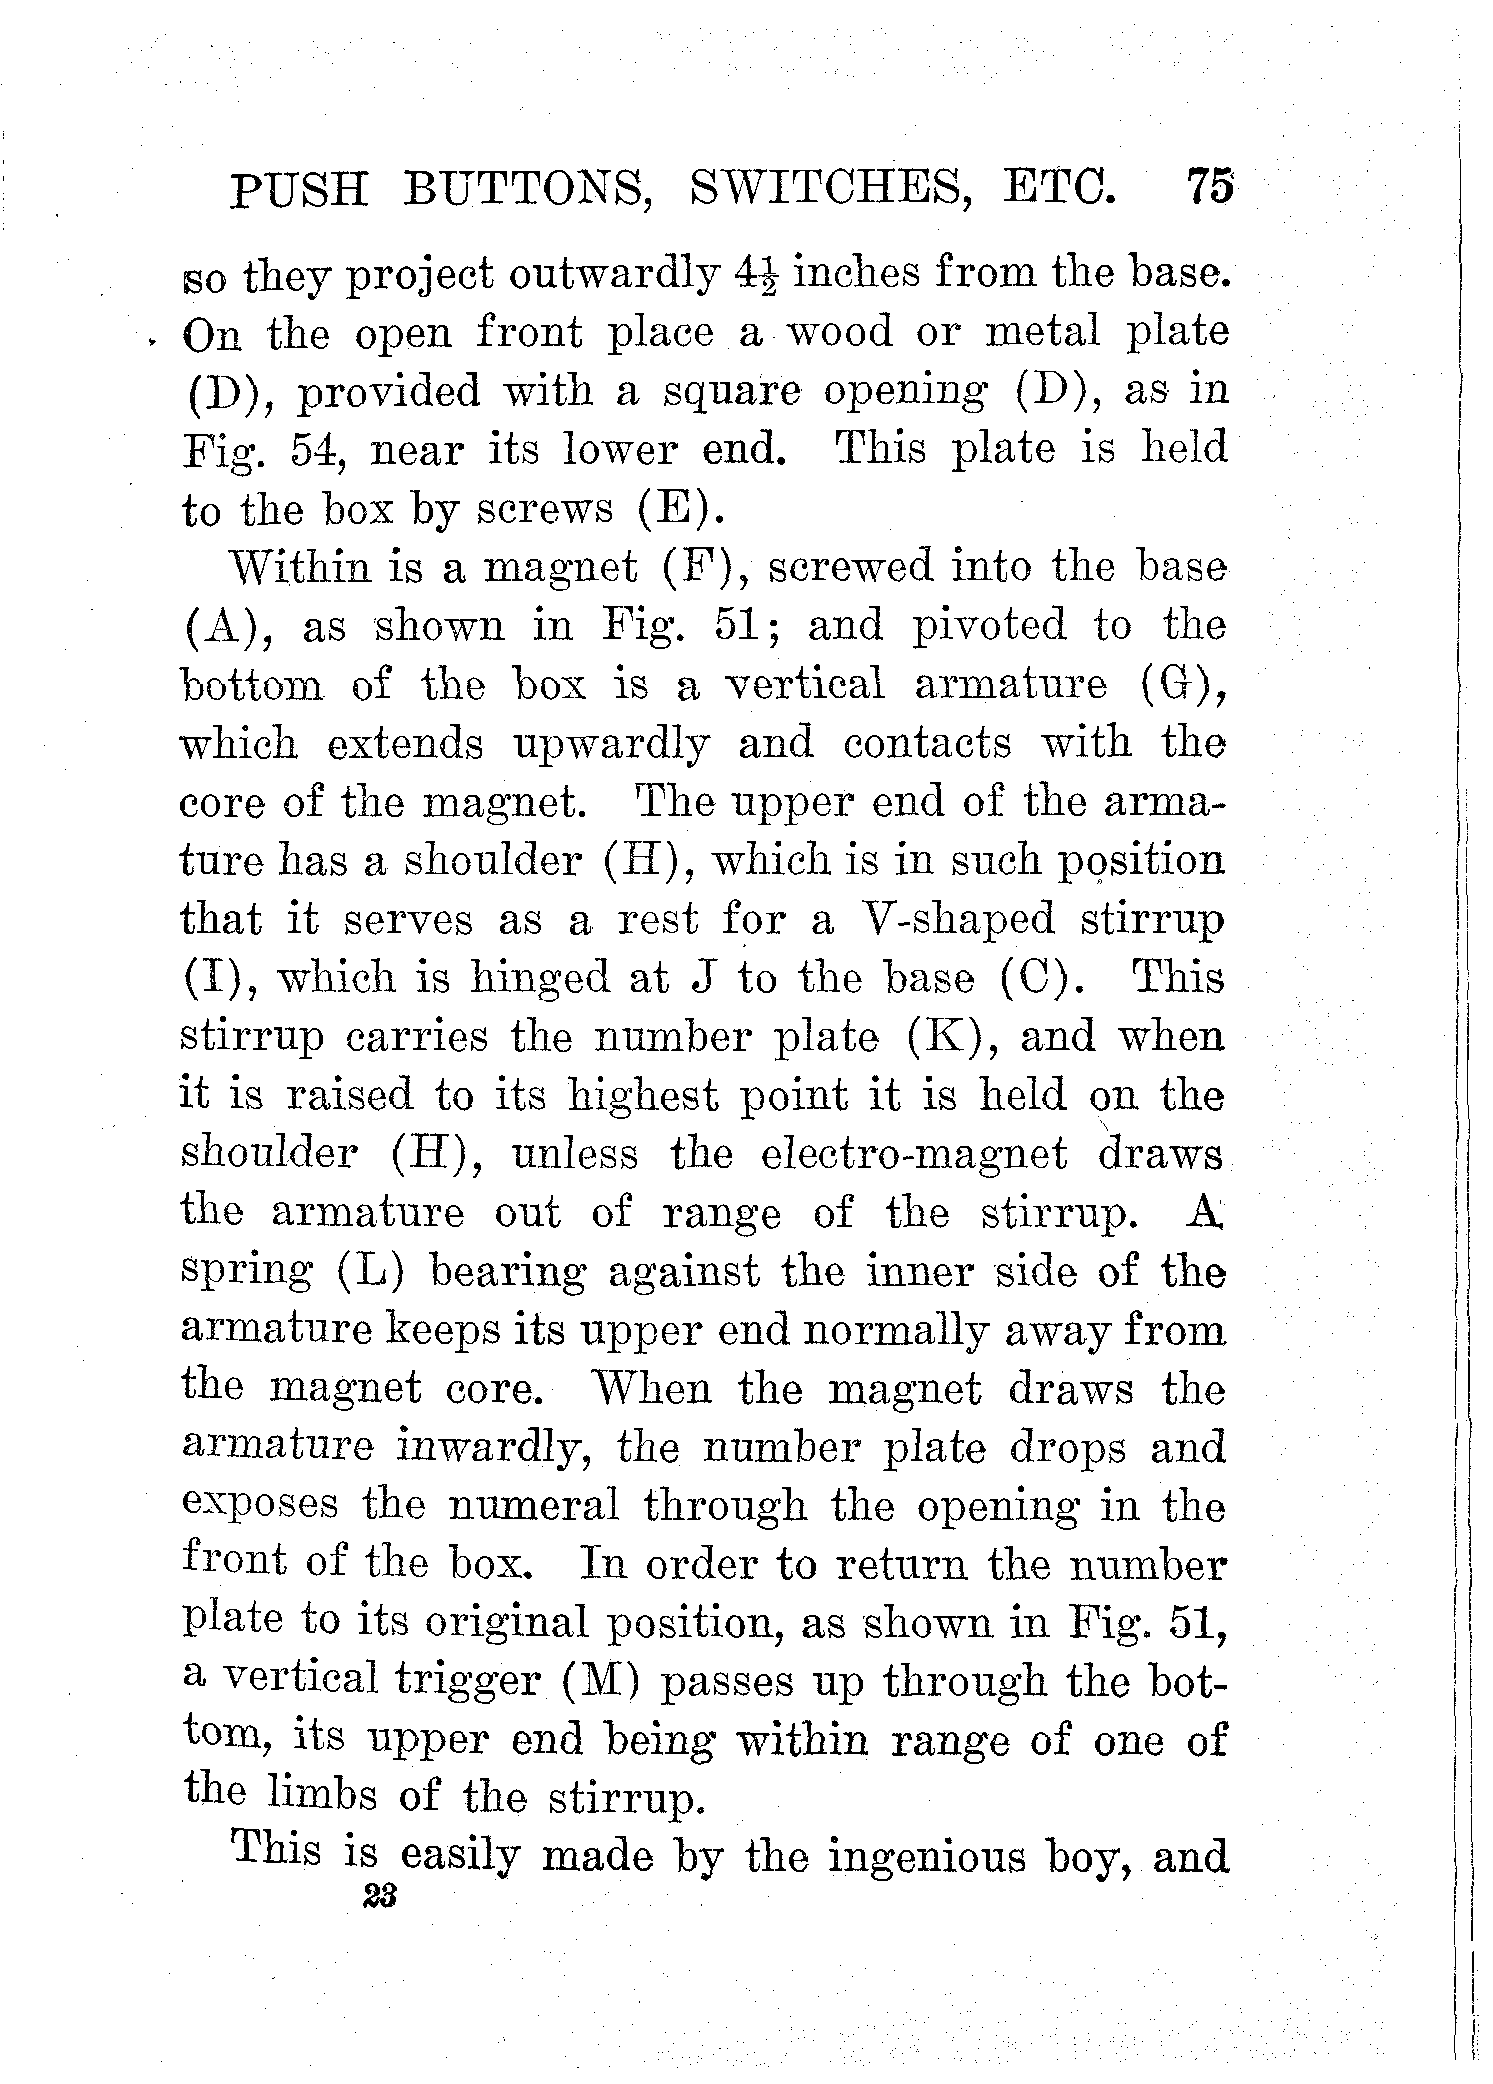 PUSH BUTTONS, SWITCHES, ETC. 75
so they project outwardly 4½ inches from the base.
On the open front place a wood or metal plate
(D), provided with a square opening (D), as in
Fig. 54, near its lower end. This plate is held
to the box by screws (E).
Within is a magnet (F), screwed into the base
(A), as shown in Fig. 51; and pivoted to the
bottom of the box is a vertical armature (G),
which extends upwardly and contacts with the
core of the magnet. The upper end of the arma-
ture has a shoulder (H), which is in such position
that it serves as a rest for a V-shaped stirrup
(I), which is hinged at J to the base (C). This
stirrup carries the number plate (K), and when
it is raised to its highest point it is held on the
shoulder (H), unless the electro-magnet draws
the armature out of range of the stirrup. A
spring (L) bearing against the inner side of the
armature keeps its upper end normally away from
the magnet core. When the magnet draws the
armature inwardly, the number plate drops and
exposes the numeral through the opening in the
front of the box. In order to return the number
plate to its original position, as shown in Fig. 51,
a vertical trigger (M) passes up through the bot-
tom, its upper end being within range of one of
the limbs of the stirrup.
This is easily made by the ingenious boy, and
23